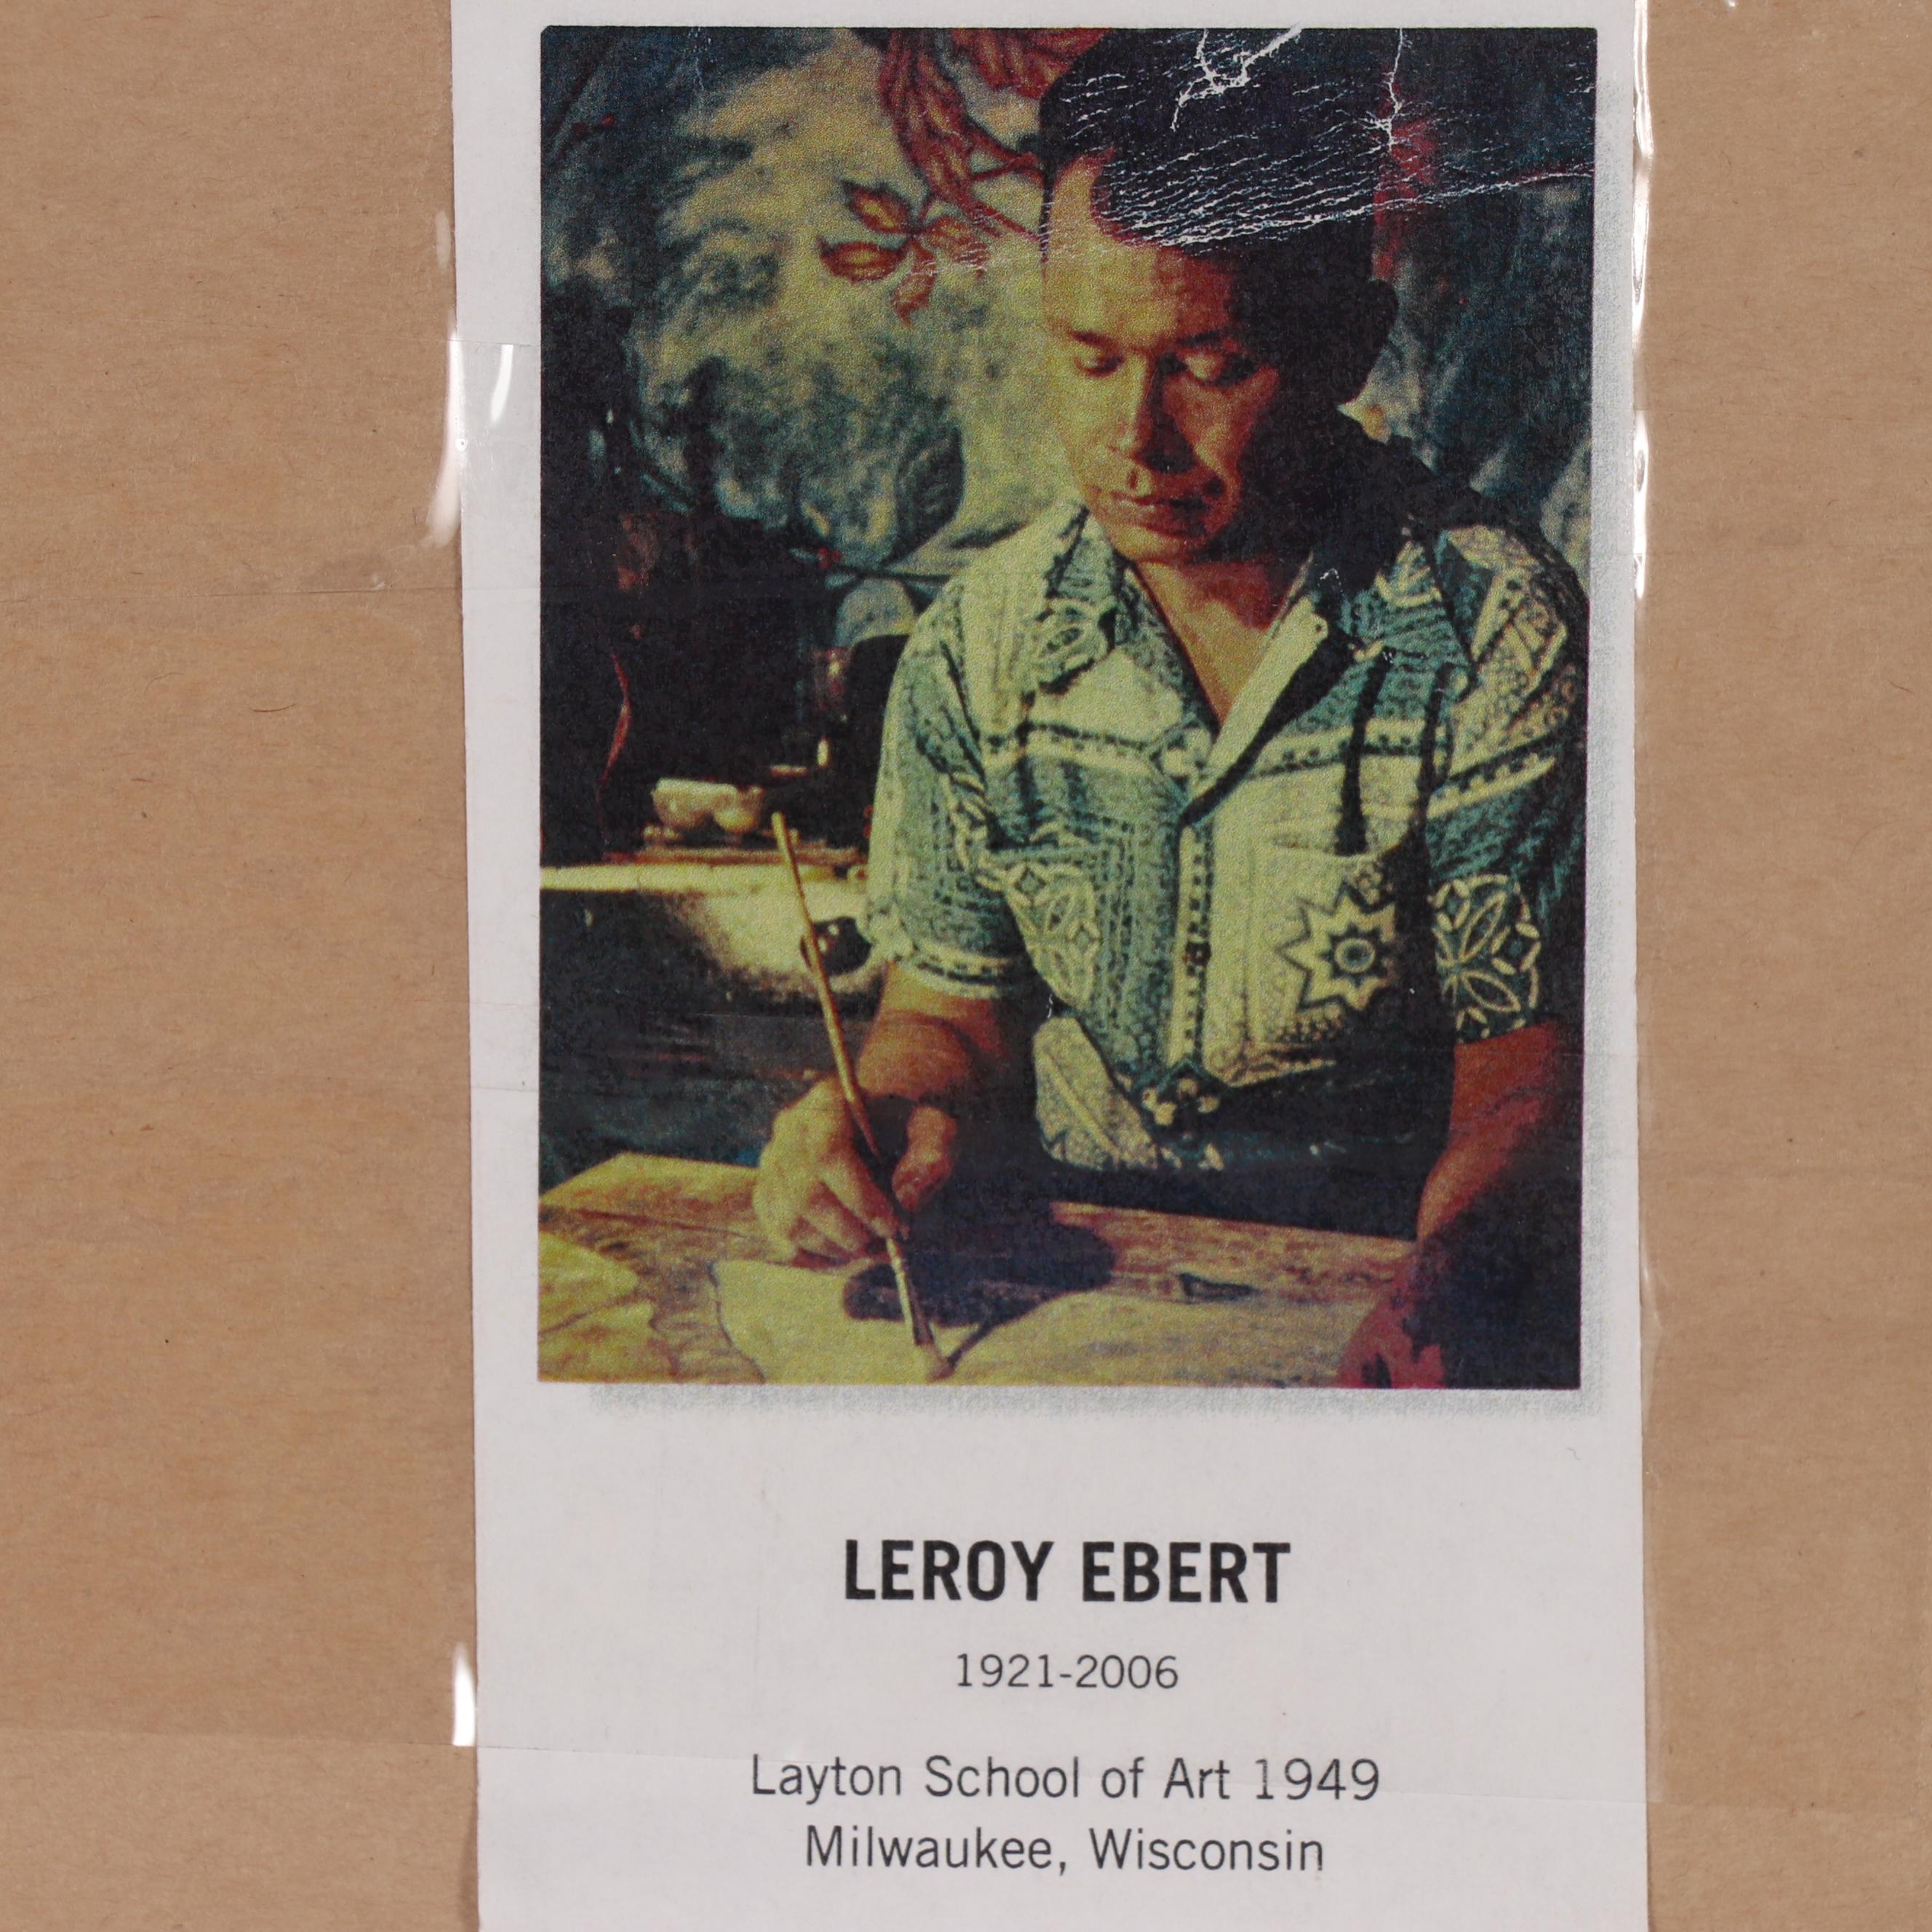 LEROY EBERT
1921-2006
Layton School of Art 1949
Milwaukee, Wisconsin